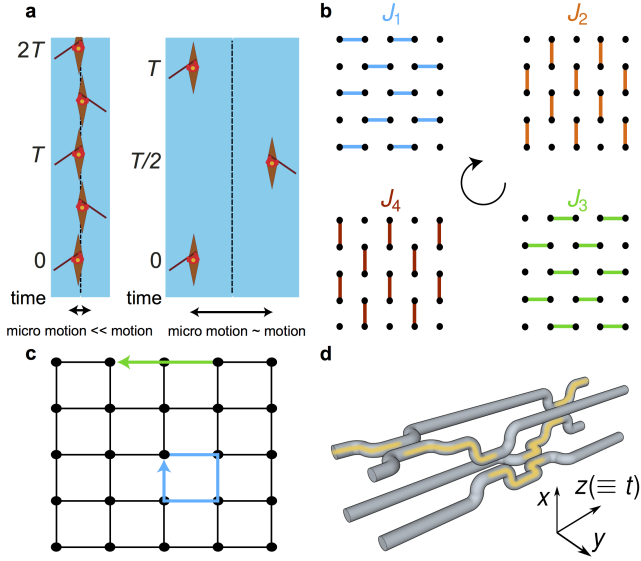 a
2T
T
0
time
micro motion << motion
T
T/2
0
time
micro motion ~ motion
b
J1
J2
J4
J3
c
d
x
z(≡ t)
y